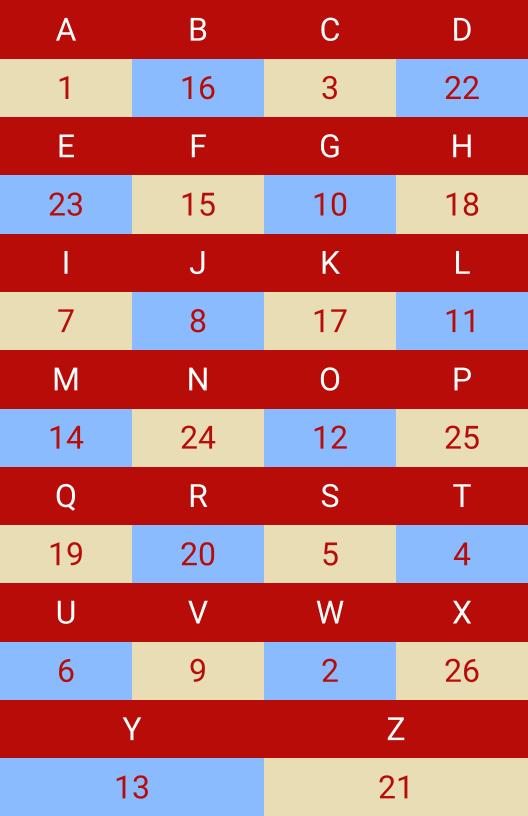 A B C D
1 16 3 22
E F G H
23 15 10 18
I J K L
7 8 17 11
M N O P
14 24 12 25
Q R S T
19 20 5 4
U V W X
6 9 2 26
Y Z
13 21